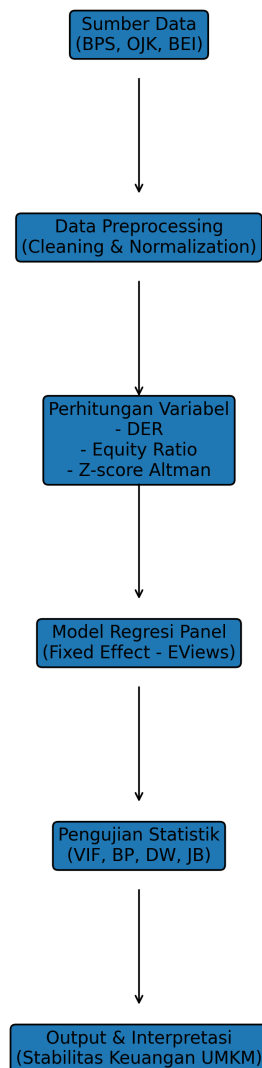 Sumber Data
(BPS, OJK, BEI)
Data Preprocessing
(Cleaning & Normalization)
Perhitungan Variabel
- DER
- Equity Ratio
- Z-score Altman
Model Regresi Panel
(Fixed Effect - EViews)
Pengujian Statistik
(VIF, BP, DW, JB)
Output & Interpretasi
(Stabilitas Keuangan UMKM)